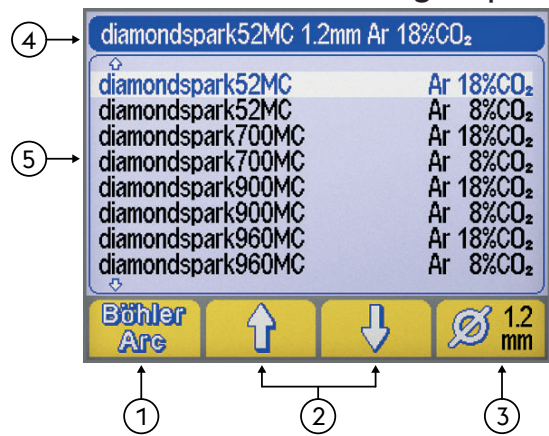 ④ diamondspark52MC 1.2mm Ar 18%CO₂
diamondspark52MC Ar 18%CO₂
diamondspark52MC Ar 8%CO₂
diamondspark700MC Ar 18%CO₂
⑤ diamondspark700MC Ar 8%CO₂
diamondspark900MC Ar 18%CO₂
diamondspark900MC Ar 8%CO₂
diamondspark960MC Ar 18%CO₂
diamondspark960MC Ar 8%CO₂
Böhler
Arc
1.2
mm
① ② ③